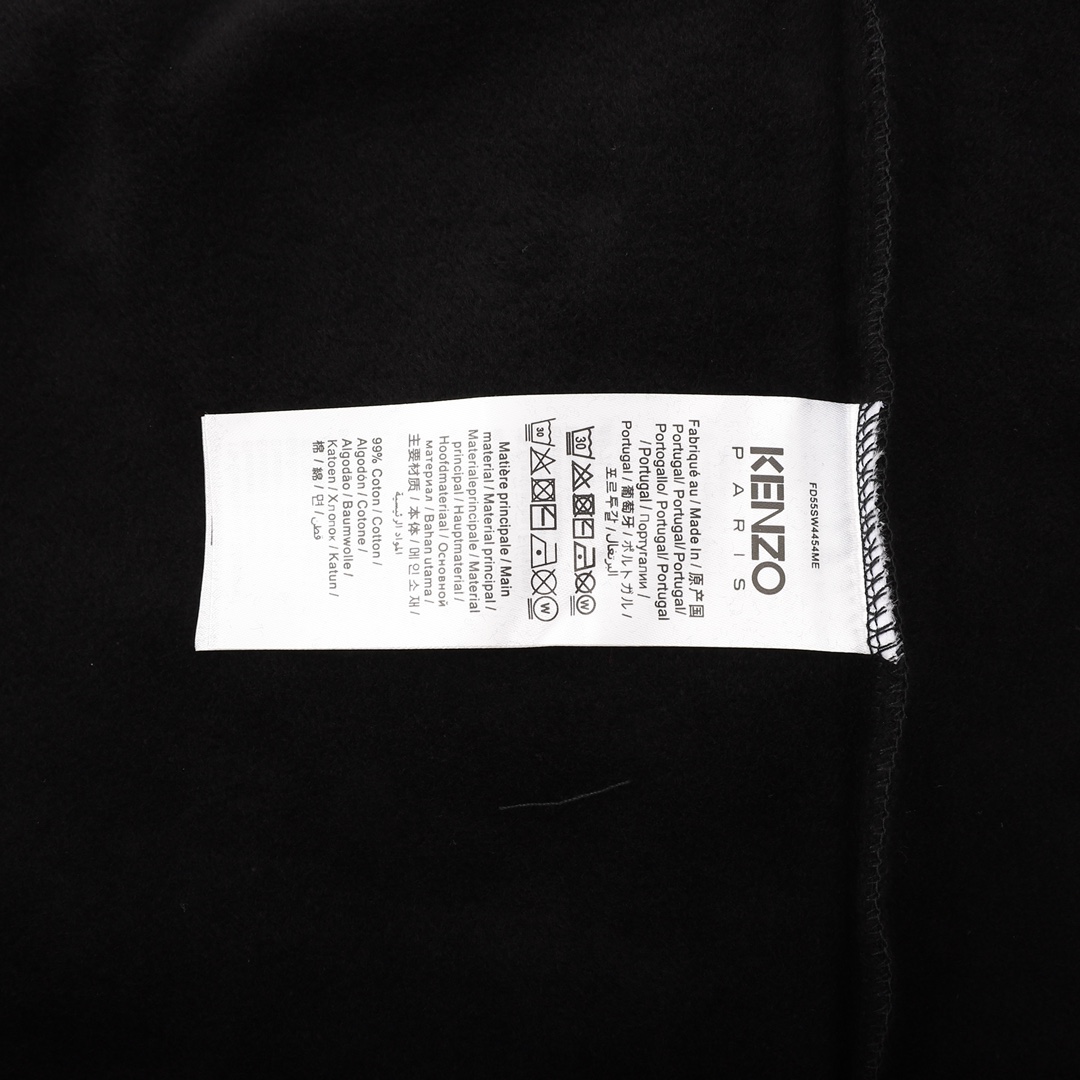 FD55SW4454ME
KENZO
PARIS
Fabriqué au / Made In / 原产国
Portugal/ Portugal/ Portugal/
Portogallo/ Portugal/ Portugal
/ Portugal / Португалии /
Portugal / 葡萄牙 / ポルトガル /
포르투갈 / البرتغال
30
W
30
W
Matière principale / Main
material / Material principal /
Materialeprincipale / Material
principal / Hauptmaterial /
Hoofdmateriaal / Основной
материал / Bahan utama /
主要材质 / 本体 / 메인소재 /
المواد الرئيسية
99% Coton / Cotton /
Algodón / Cotone /
Algodão / Baumwolle /
Katoen / Хлопок / Katun /
棉 / 綿 / 면 / قطن